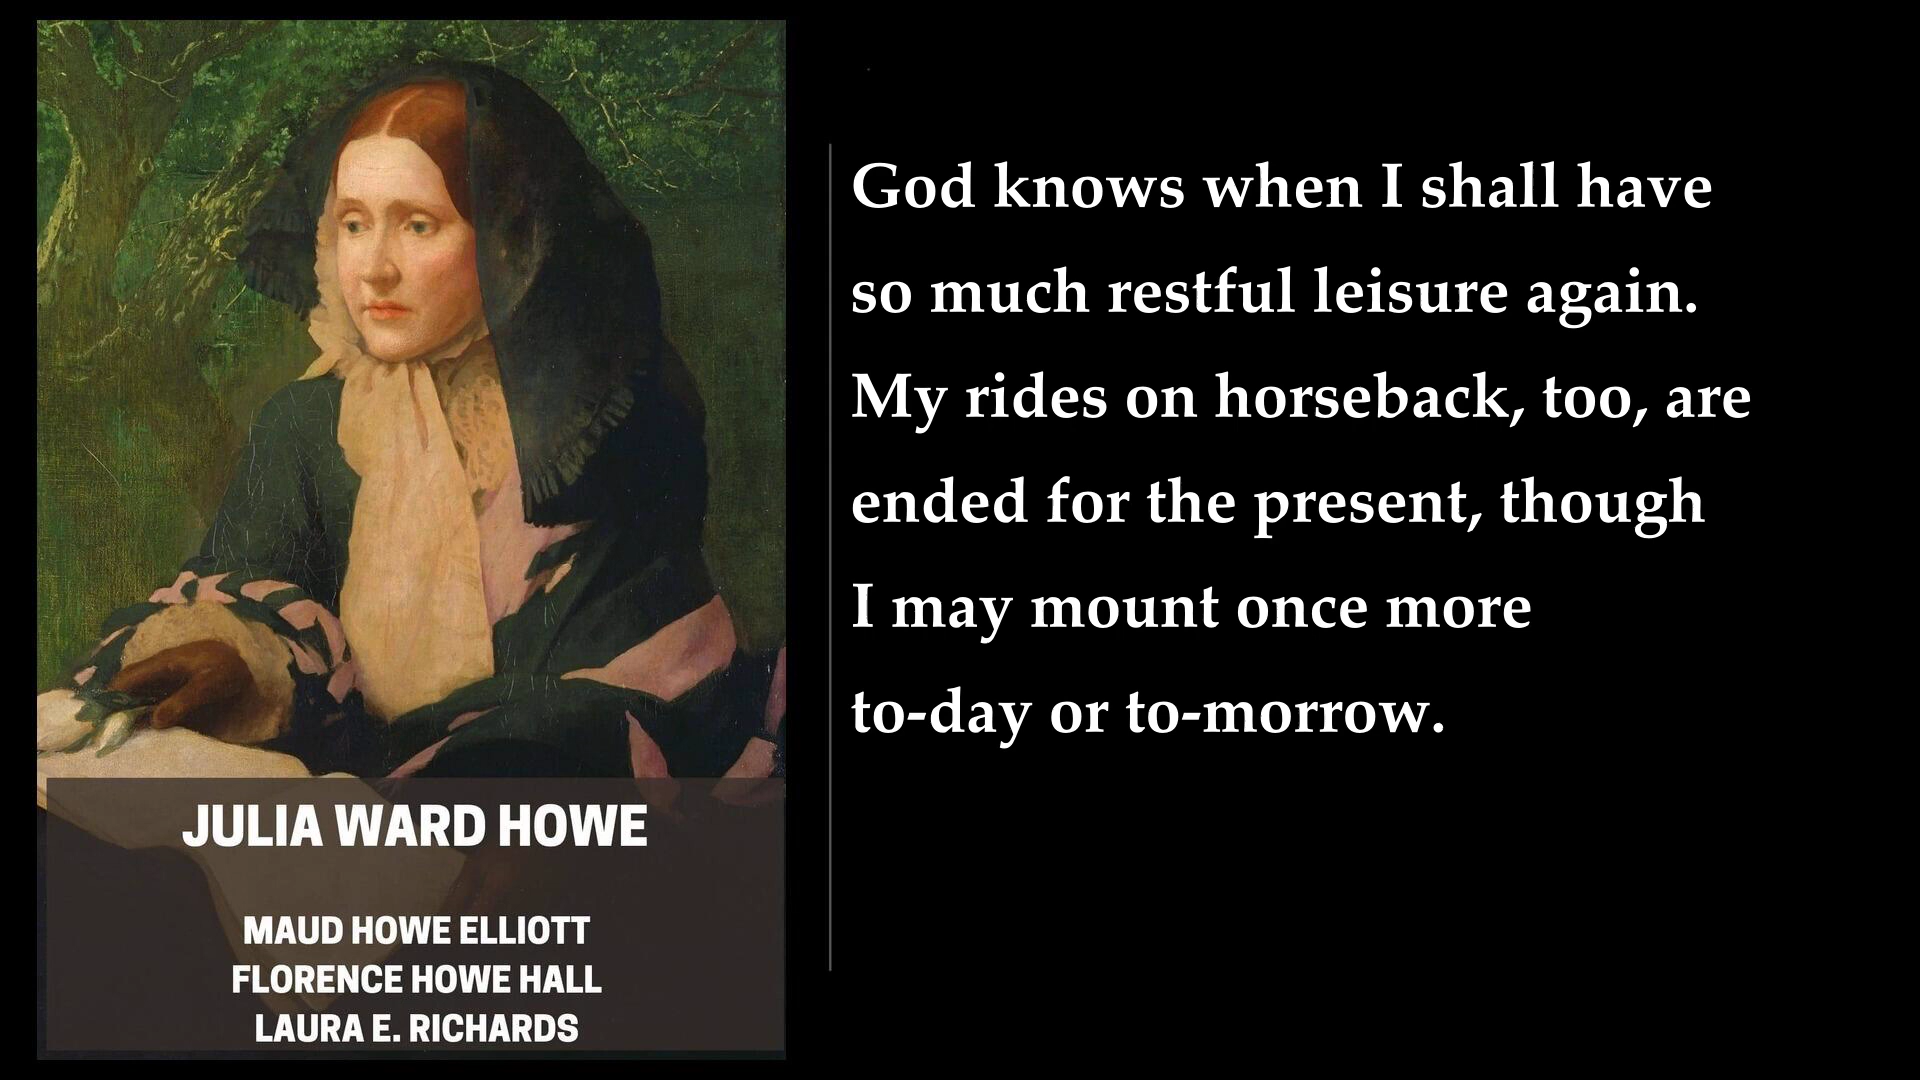 JULIA WARD HOWE
MAUD HOWE ELLIOTT
FLORENCE HOWE HALL
LAURA E. RICHARDS
God knows when I shall have
so much restful leisure again.
My rides on horseback, too, are
ended for the present, though
I may mount once more
to-day or to-morrow.